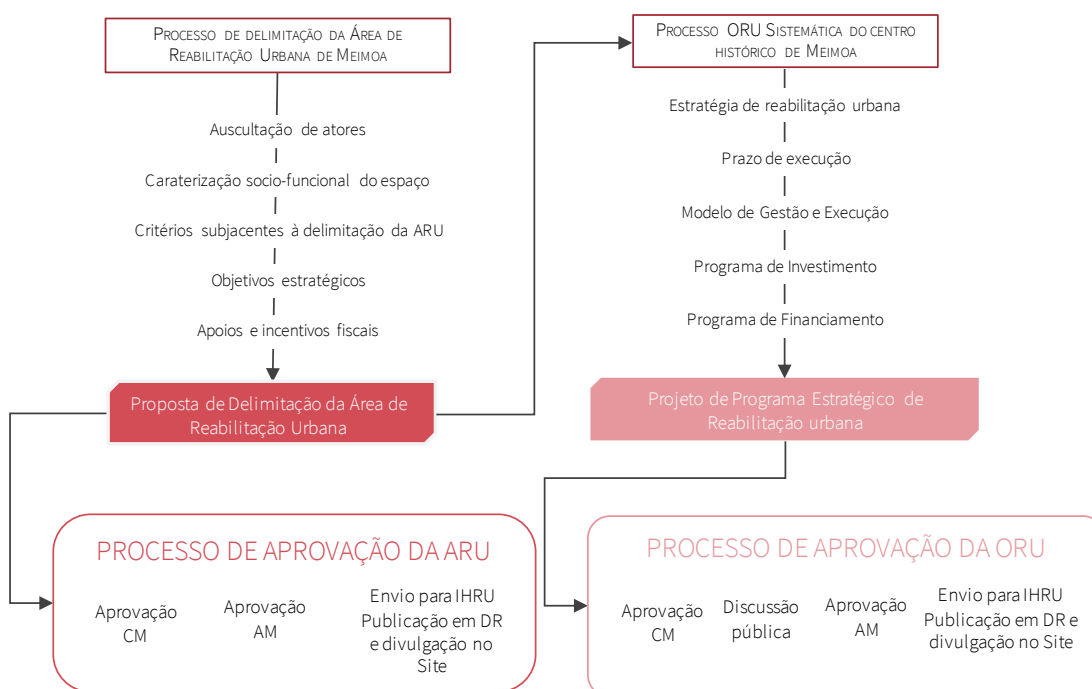 PROCESSO DE DELIMITAÇÃO DA ÁREA DE
REABILITAÇÃO URBANA DE MEIMOA
Auscultação de atores
Caraterização socio-funcional do espaço
Critérios subjacentes à delimitação da ARU
Objetivos estratégicos
Apoios e incentivos fiscais
Proposta de Delimitação da Área de
Reabilitação Urbana
PROCESSO ORU SISTEMÁTICA DO CENTRO
HISTÓRICO DE MEIMOA
Estratégia de reabilitação urbana
Prazo de execução
Modelo de Gestão e Execução
Programa de Investimento
Programa de Financiamento
Projeto de Programa Estratégico de
Reabilitação urbana
PROCESSO DE APROVAÇÃO DA ARU
Aprovação
CM
Aprovação
AM
Envio para IHRU
Publicação em DR
e divulgação no
Site
PROCESSO DE APROVAÇÃO DA ORU
Aprovação
CM
Discussão
pública
Aprovação
AM
Envio para IHRU
Publicação em DR e
divulgação no Site